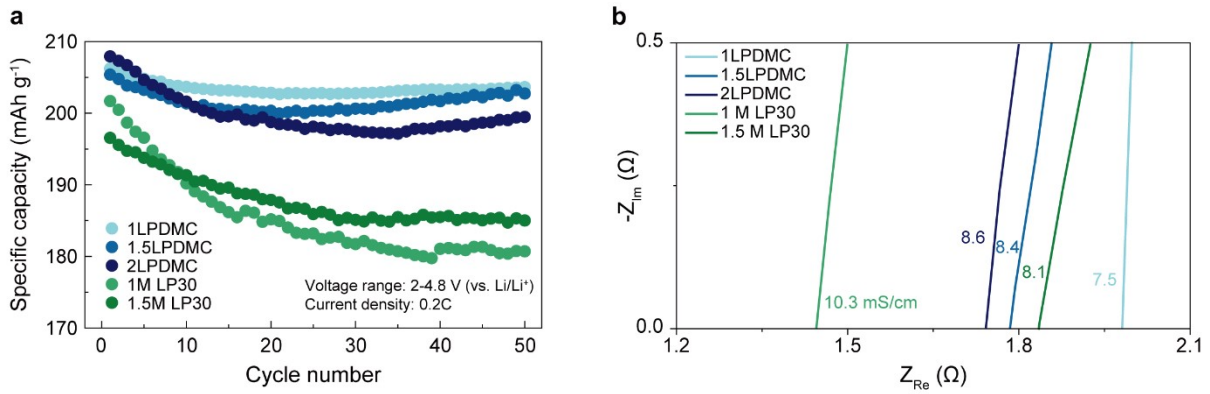 a
210
200
190
180
170
Specific capacity (mAh g⁻¹)
1LPDMC
1.5LPDMC
2LPDMC
1M LP30
1.5M LP30
Voltage range: 2-4.8 V (vs. Li/Li⁺)
Current density: 0.2C
0 10 20 30 40 50
Cycle number
b
0.5
0.0
-Z_Im (Ω)
1LPDMC
1.5LPDMC
2LPDMC
1 M LP30
1.5 M LP30
8.6
8.4
8.1
7.5
10.3 mS/cm
1.2 1.5 1.8 2.1
Z_Re (Ω)